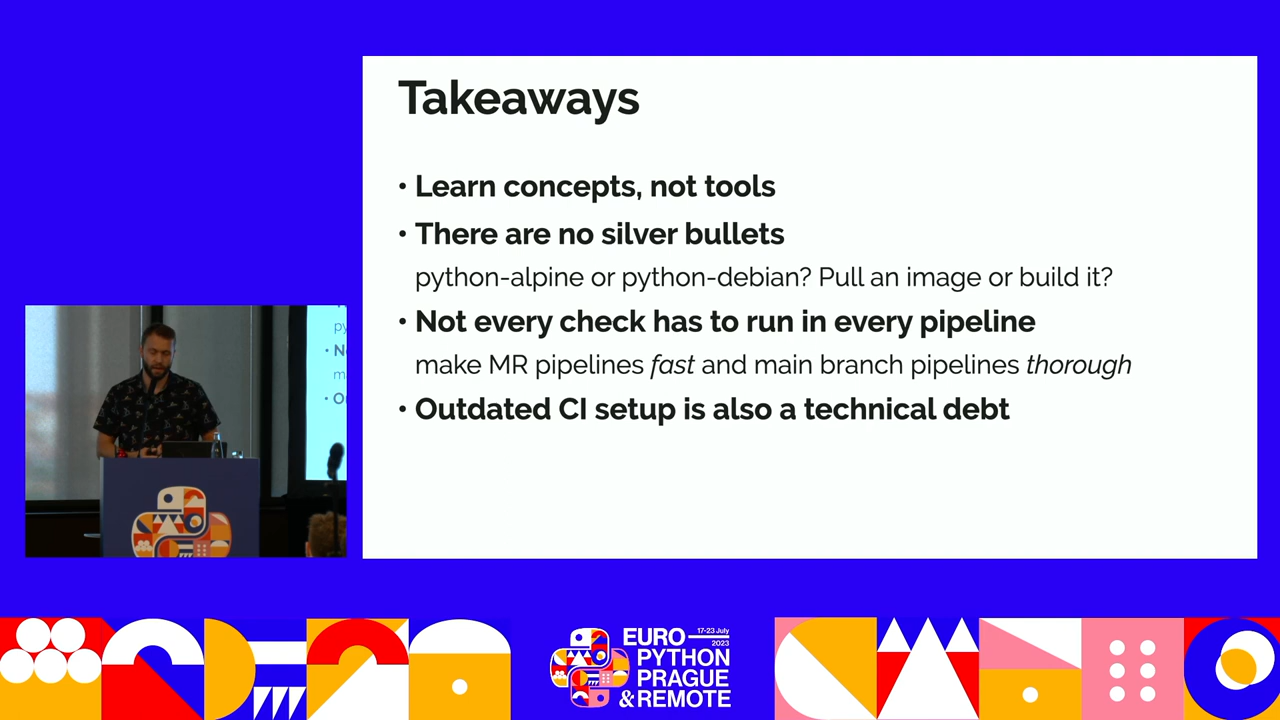 Takeaways
• Learn concepts, not tools
• There are no silver bullets
python-alpine or python-debian? Pull an image or build it?
• Not every check has to run in every pipeline
make MR pipelines fast and main branch pipelines thorough
• Outdated CI setup is also a technical debt
py
• N
m
• O
EURO 17-23 July 2023
PYTHON
PRAGUE
& REMOTE